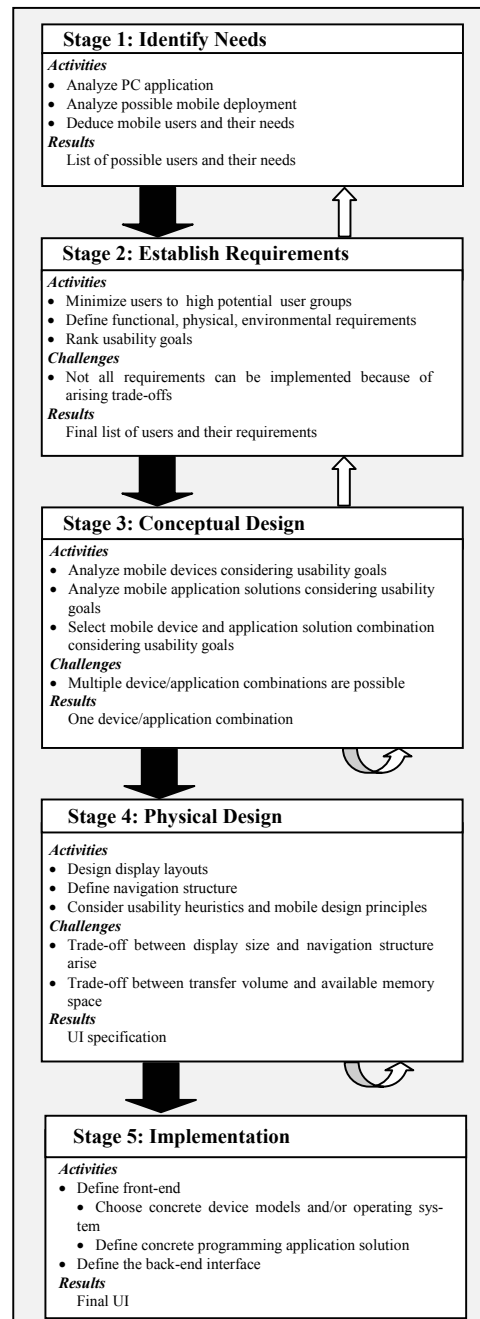 Stage 1: Identify Needs
Activities
• Analyze PC application
• Analyze possible mobile deployment
• Deduce mobile users and their needs
Results
List of possible users and their needs
Stage 2: Establish Requirements
Activities
• Minimize users to high potential user groups
• Define functional, physical, environmental requirements
• Rank usability goals
Challenges
• Not all requirements can be implemented because of
arising trade-offs
Results
Final list of users and their requirements
Stage 3: Conceptual Design
Activities
• Analyze mobile devices considering usability goals
• Analyze mobile application solutions considering usability
goals
• Select mobile device and application solution combination
considering usability goals
Challenges
• Multiple device/application combinations are possible
Results
One device/application combination
Stage 4: Physical Design
Activities
• Design display layouts
• Define navigation structure
• Consider usability heuristics and mobile design principles
Challenges
• Trade-off between display size and navigation structure
arise
• Trade-off between transfer volume and available memory
space
Results
UI specification
Stage 5: Implementation
Activities
• Define front-end
• Choose concrete device models and/or operating sys-
tem
• Define concrete programming application solution
• Define the back-end interface
Results
Final UI